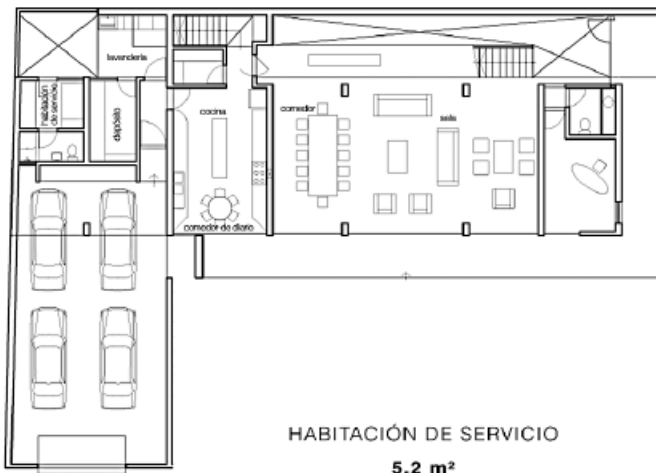 lavandería
habitación
de servicio
depósito
cocina
comedor
sala
comedor de diario
HABITACIÓN DE SERVICIO
5.2 m²